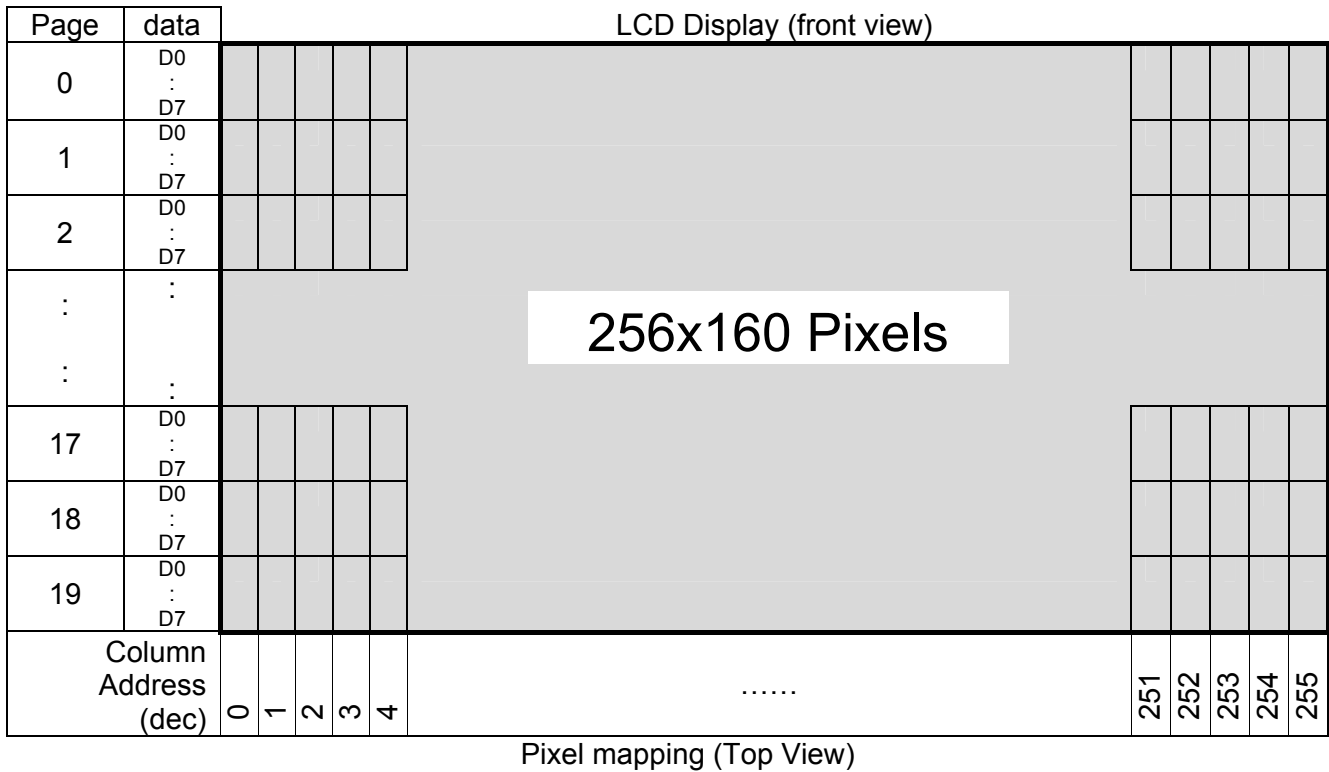 Page data LCD Display (front view)
D0
0 :
D7
D0
1 :
D7
D0
2 :
D7
: :
256x160 Pixels
: :
D0
17 :
D7
D0
18 :
D7
D0
19 :
D7
Column
Address
(dec) 0 1 2 3 4 …… 251 252 253 254 255
Pixel mapping (Top View)